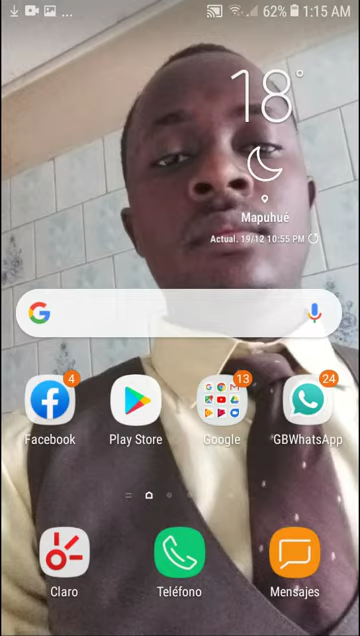 ... 62% 1:15 AM
18°
Mapuhué
Actual. 19/12 10:55 PM
G
4
13
24
Facebook
Play Store
Google
GBWhatsApp
Claro
Teléfono
Mensajes